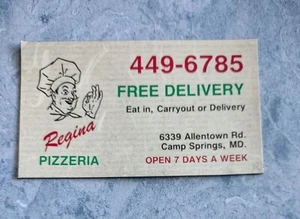 449-6785
FREE DELIVERY
Eat in, Carryout or Delivery
Regina
PIZZERIA
6339 Allentown Rd.
Camp Springs, MD.
OPEN 7 DAYS A WEEK